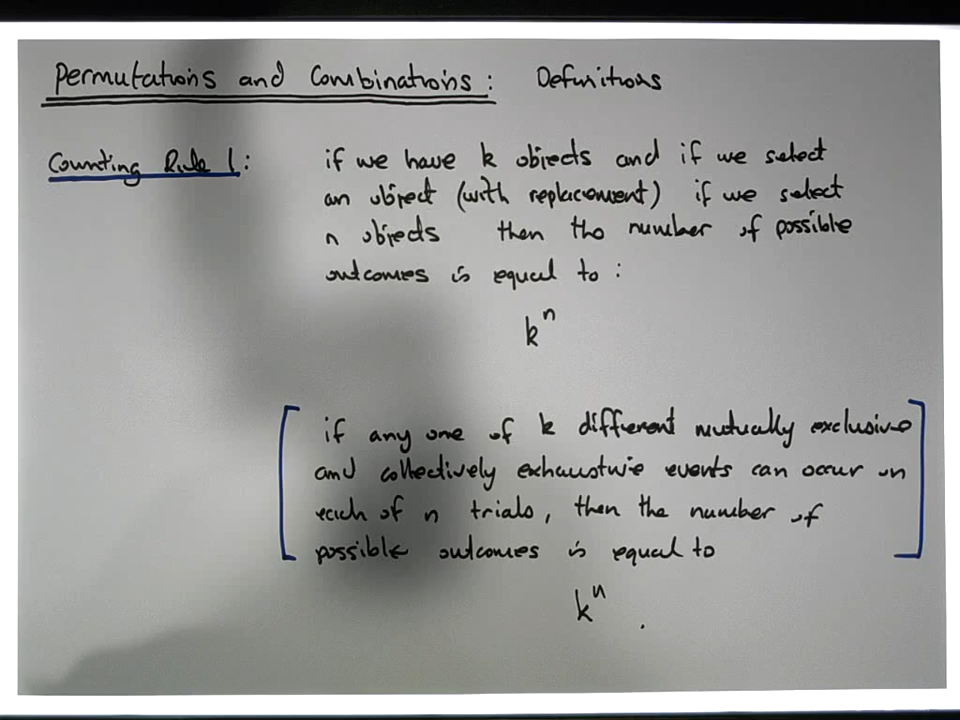 Permutations and Combinations: Definitions
Counting Rule 1: if we have k objects and if we select
an object (with replacement) if we select
n objects then the number of possible
outcomes is equal to :
k^n
[if any one of k different mutually exclusive
and collectively exhaustive events can occur on
each of n trials, then the number of
possible outcomes is equal to]
k^n .